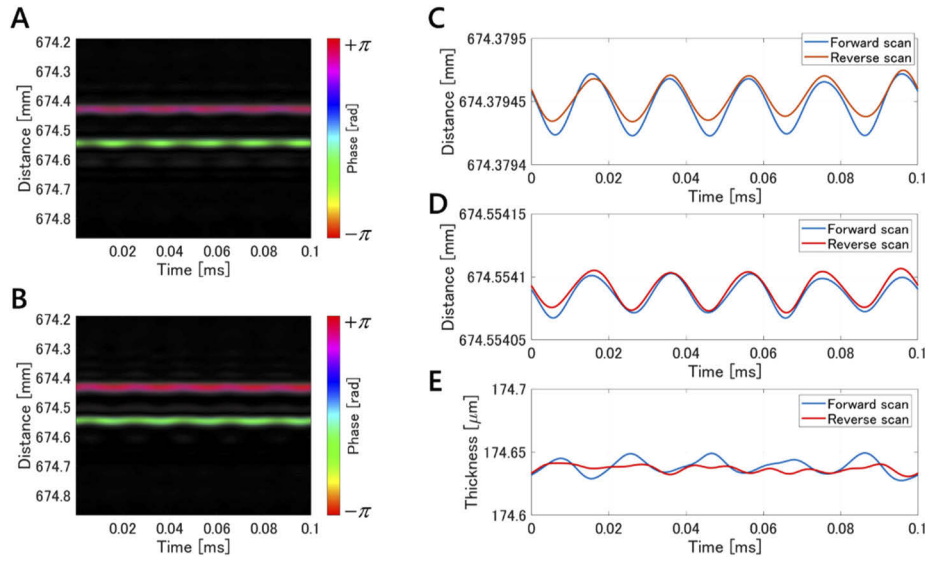 A
674.2
674.3
674.4
674.5
674.6
674.7
674.8
Distance [mm]
0.02 0.04 0.06 0.08 0.1
Time [ms]
+π
Phase [rad]
−π
B
674.2
674.3
674.4
674.5
674.6
674.7
674.8
Distance [mm]
0.02 0.04 0.06 0.08 0.1
Time [ms]
+π
Phase [rad]
−π
C
674.3795
674.37945
674.3794
Distance [mm]
Forward scan
Reverse scan
0 0.02 0.04 0.06 0.08 0.1
Time [ms]
D
674.55415
674.5541
674.55405
Distance [mm]
Forward scan
Reverse scan
0 0.02 0.04 0.06 0.08 0.1
Time [ms]
E
174.7
174.65
174.6
Thickness [μm]
Forward scan
Reverse scan
0 0.02 0.04 0.06 0.08 0.1
Time [ms]